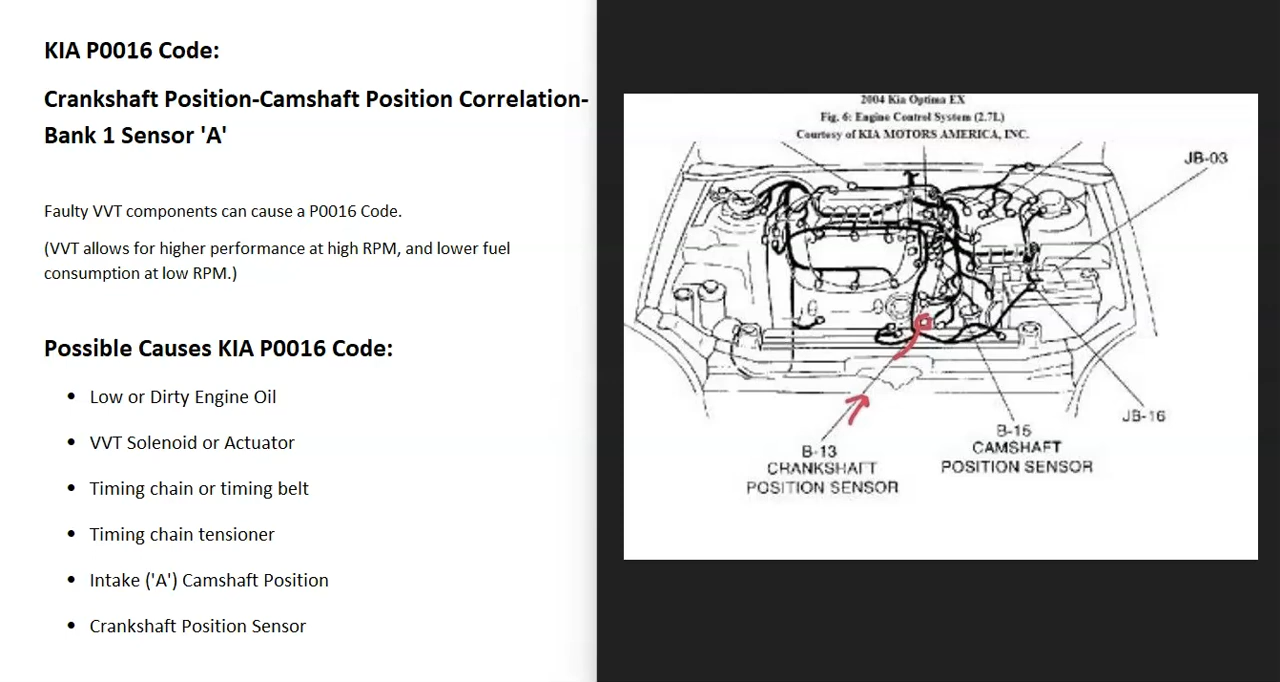 KIA P0016 Code:
Crankshaft Position-Camshaft Position Correlation-
Bank 1 Sensor 'A'
Faulty VVT components can cause a P0016 Code.
(VVT allows for higher performance at high RPM, and lower fuel
consumption at low RPM.)
Possible Causes KIA P0016 Code:
• Low or Dirty Engine Oil
• VVT Solenoid or Actuator
• Timing chain or timing belt
• Timing chain tensioner
• Intake ('A') Camshaft Position
• Crankshaft Position Sensor
2004 Kia Optima EX
Fig. 6: Engine Control System (2.7L)
Courtesy of KIA MOTORS AMERICA, INC.
JB-03
JB-16
B-13
CRANKSHAFT
POSITION SENSOR
B-15
CAMSHAFT
POSITION SENSOR